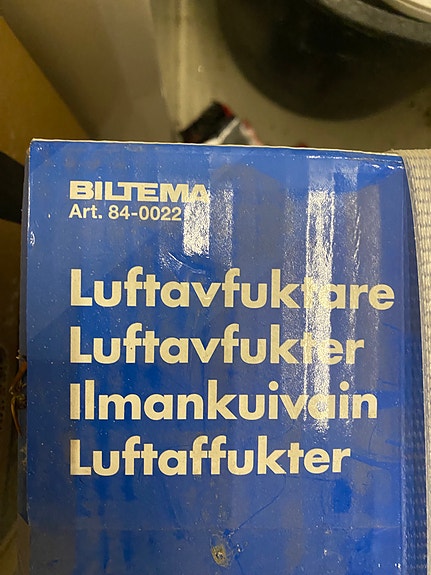 BILTEMA
Art. 84-0022
Luftavfuktare
Luftavfukter
Ilmankuivain
Luftaffukter